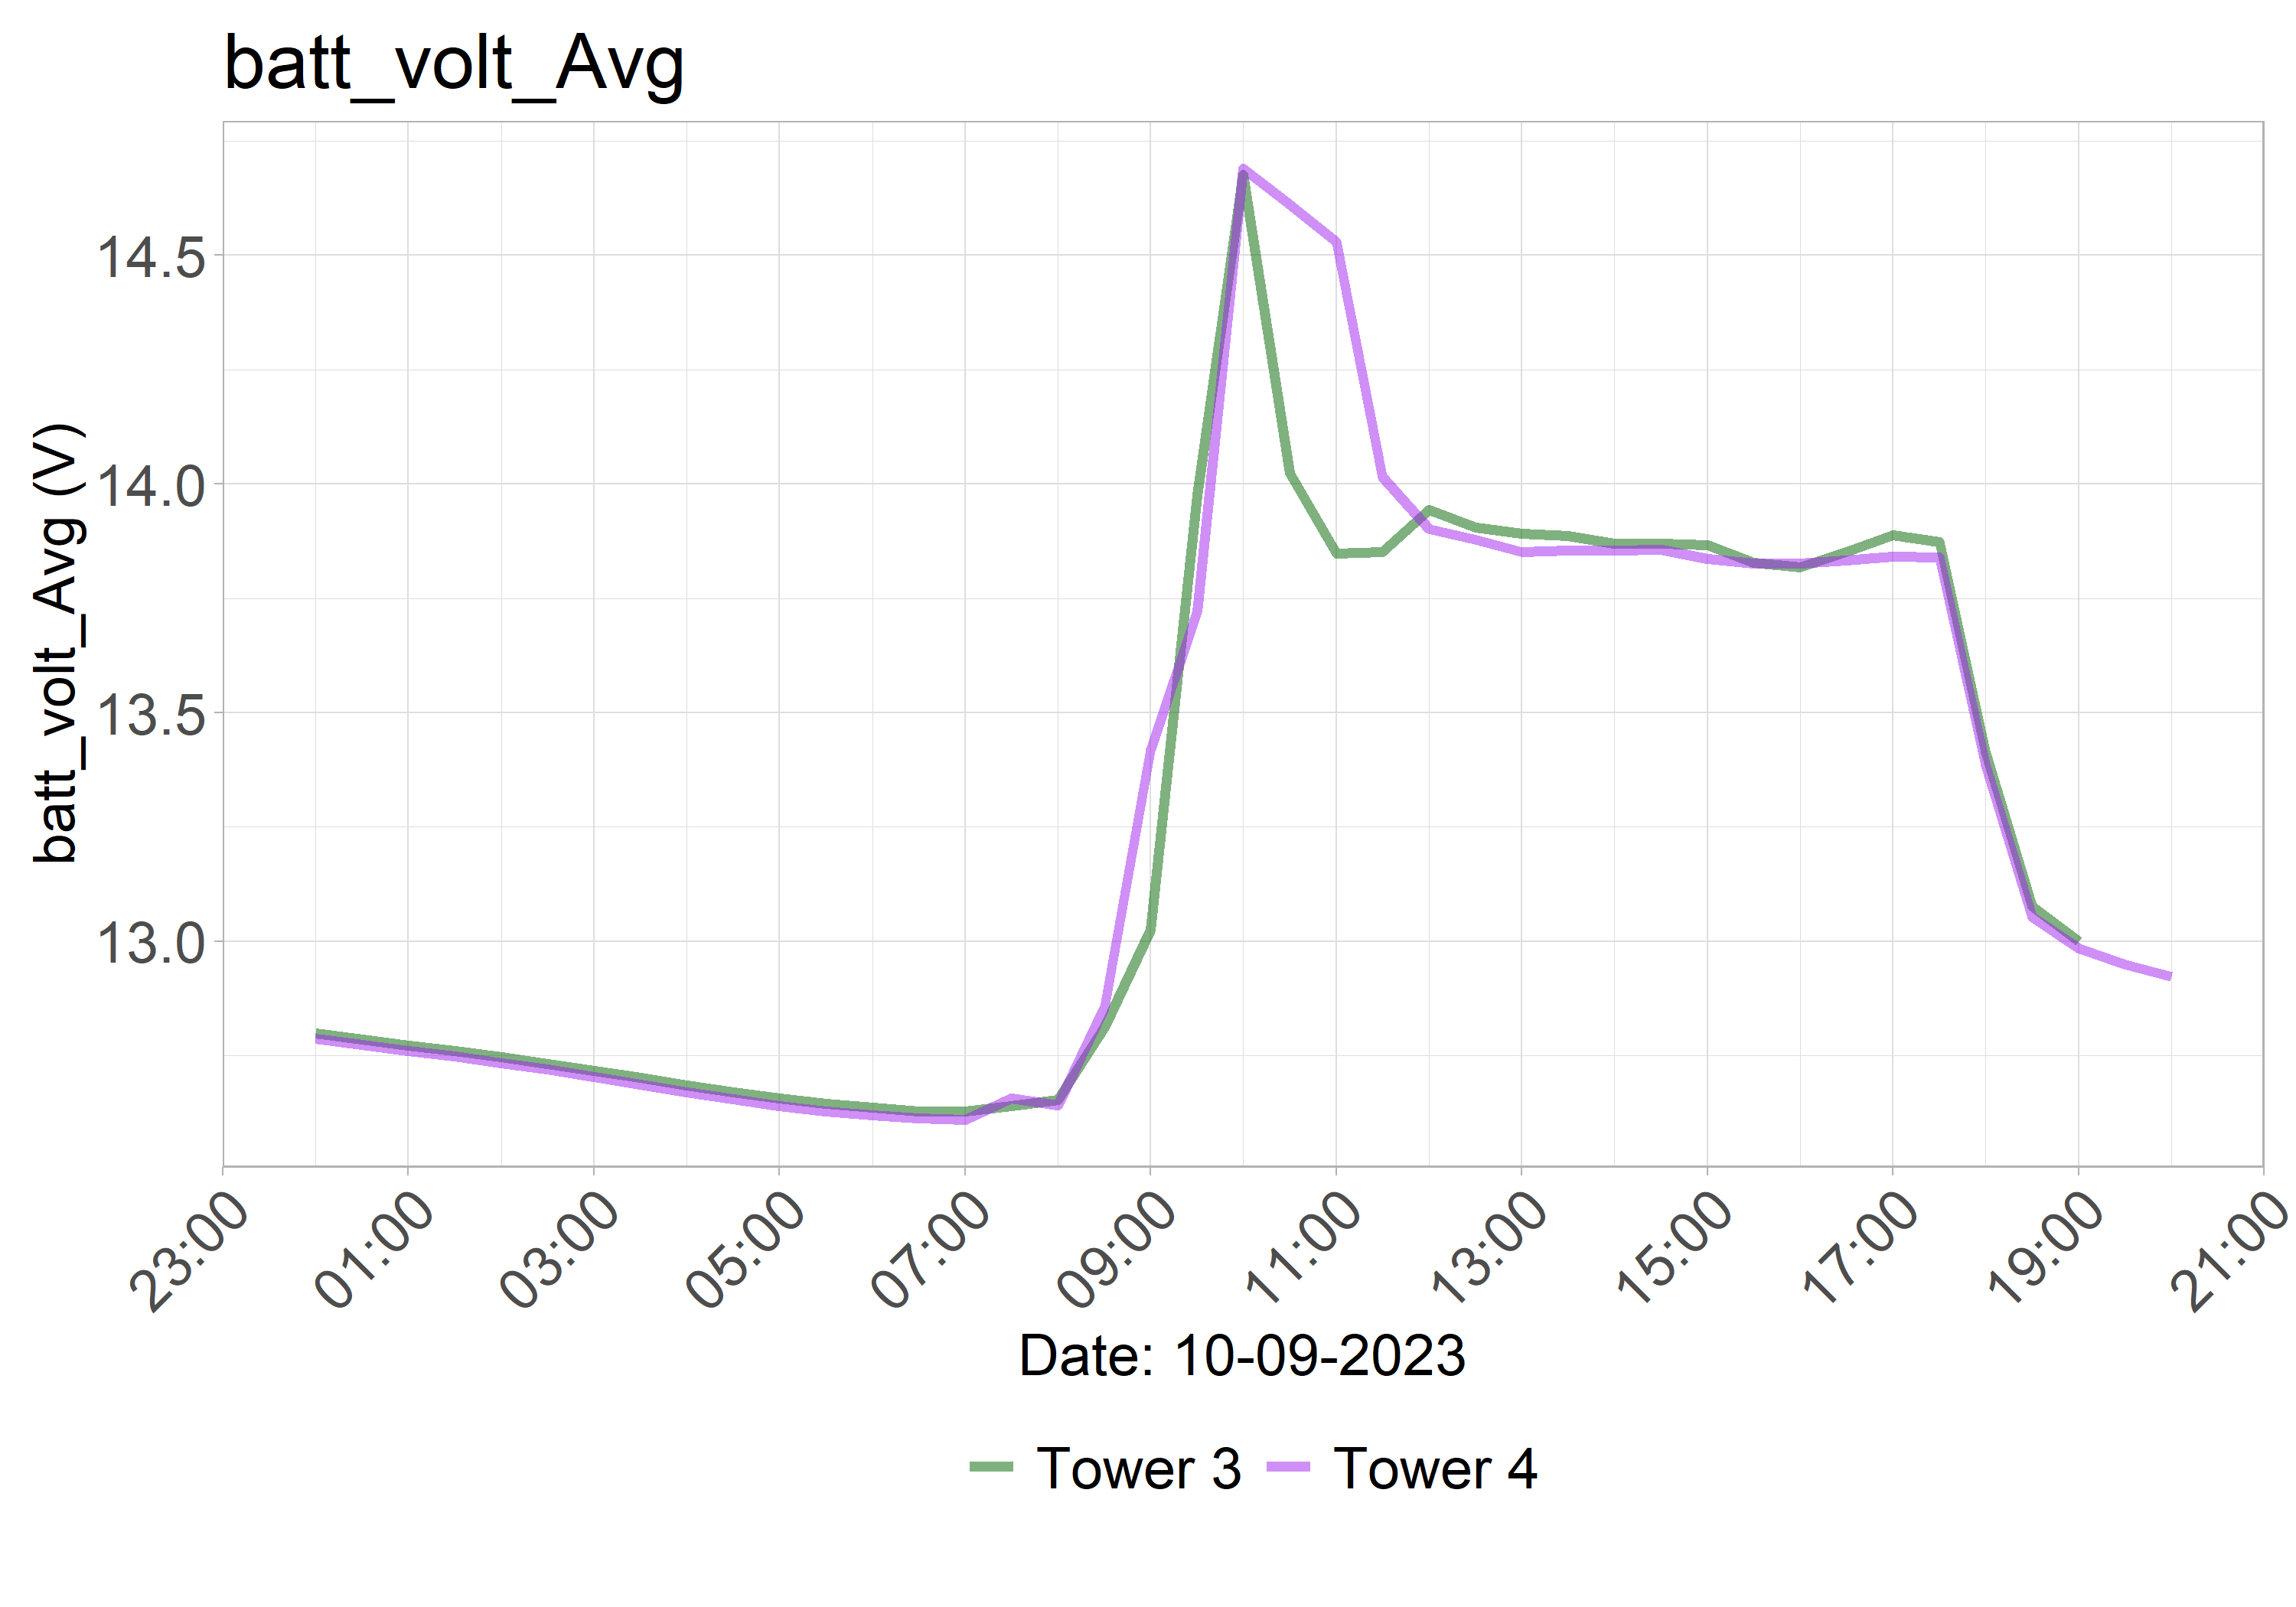 batt_volt_Avg
batt_volt_Avg (V)
14.5
14.0
13.5
13.0
23:00 01:00 03:00 05:00 07:00 09:00 11:00 13:00 15:00 17:00 19:00 21:00
Date: 10-09-2023
Tower 3 Tower 4